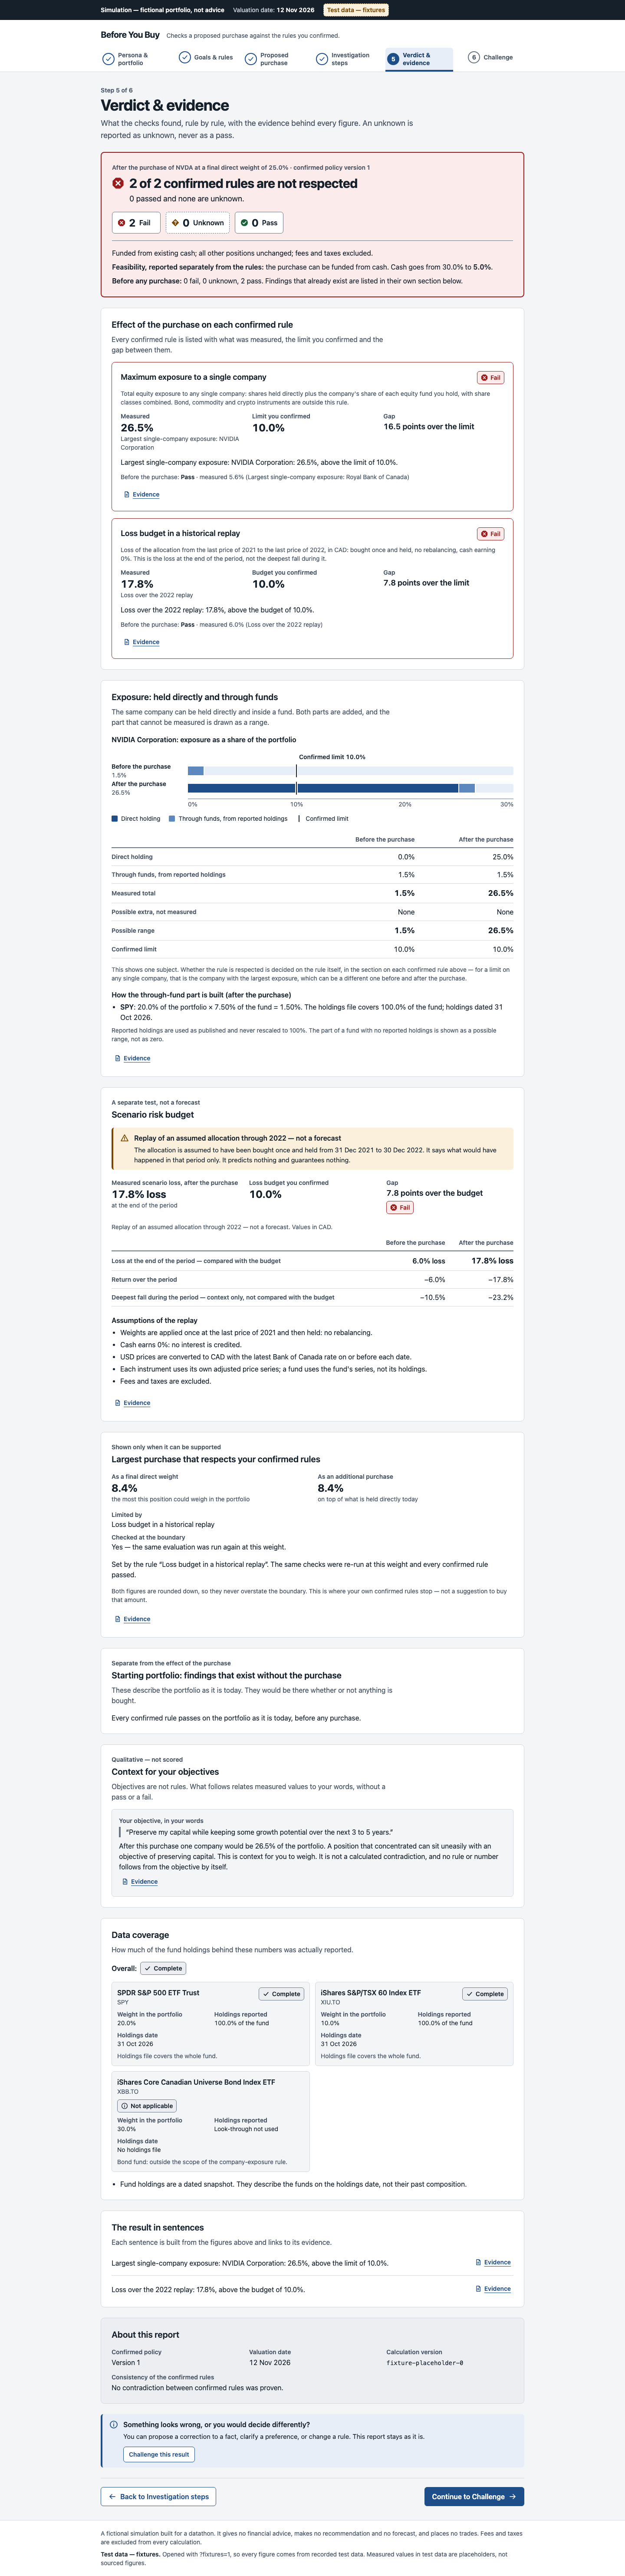 Simulation — fictional portfolio, not advice Valuation date: 12 Nov 2026 Test data — fixtures
Before You Buy Checks a proposed purchase against the rules you confirmed.
Persona & portfolio
Goals & rules
Proposed purchase
Investigation steps
5 Verdict & evidence
6 Challenge
Step 5 of 6
Verdict & evidence
What the checks found, rule by rule, with the evidence behind every figure. An unknown is
reported as unknown, never as a pass.
After the purchase of NVDA at a final direct weight of 25.0% · confirmed policy version 1
2 of 2 confirmed rules are not respected
0 passed and none are unknown.
2 Fail 0 Unknown 0 Pass
Funded from existing cash; all other positions unchanged; fees and taxes excluded.
Feasibility, reported separately from the rules: the purchase can be funded from cash. Cash goes from 30.0% to 5.0%.
Before any purchase: 0 fail, 0 unknown, 2 pass. Findings that already exist are listed in their own section below.
Effect of the purchase on each confirmed rule
Every confirmed rule is listed with what was measured, the limit you confirmed and the
gap between them.
Maximum exposure to a single company Fail
Total equity exposure to any single company: shares held directly plus the company's share of each equity fund you hold, with share
classes combined. Bond, commodity and crypto instruments are outside this rule.
Measured Limit you confirmed Gap
26.5% 10.0% 16.5 points over the limit
Largest single-company exposure: NVIDIA
Corporation
Largest single-company exposure: NVIDIA Corporation: 26.5%, above the limit of 10.0%.
Before the purchase: Pass · measured 5.6% (Largest single-company exposure: Royal Bank of Canada)
Evidence
Loss budget in a historical replay Fail
Loss of the allocation from the last price of 2021 to the last price of 2022, in CAD: bought once and held, no rebalancing, cash earning
0%. This is the loss at the end of the period, not the deepest fall during it.
Measured Budget you confirmed Gap
17.8% 10.0% 7.8 points over the limit
Loss over the 2022 replay
Loss over the 2022 replay: 17.8%, above the budget of 10.0%.
Before the purchase: Pass · measured 6.0% (Loss over the 2022 replay)
Evidence
Exposure: held directly and through funds
The same company can be held directly and inside a fund. Both parts are added, and the
part that cannot be measured is drawn as a range.
NVIDIA Corporation: exposure as a share of the portfolio
Confirmed limit 10.0%
Before the purchase
1.5%
After the purchase
26.5%
0% 10% 20% 30%
Direct holding Through funds, from reported holdings Confirmed limit
Before the purchase After the purchase
Direct holding 0.0% 25.0%
Through funds, from reported holdings 1.5% 1.5%
Measured total 1.5% 26.5%
Possible extra, not measured None None
Possible range 1.5% 26.5%
Confirmed limit 10.0% 10.0%
This shows one subject. Whether the rule is respected is decided on the rule itself, in the section on each confirmed rule above — for a limit on
any single company, that is the company with the largest exposure, which can be a different one before and after the purchase.
How the through-fund part is built (after the purchase)
• SPY: 20.0% of the portfolio × 7.50% of the fund = 1.50%. The holdings file covers 100.0% of the fund; holdings dated 31
Oct 2026.
Reported holdings are used as published and never rescaled to 100%. The part of a fund with no reported holdings is shown as a possible
range, not as zero.
Evidence
A separate test, not a forecast
Scenario risk budget
Replay of an assumed allocation through 2022 — not a forecast
The allocation is assumed to have been bought once and held from 31 Dec 2021 to 30 Dec 2022. It says what would have
happened in that period only. It predicts nothing and guarantees nothing.
Measured scenario loss, after the purchase Loss budget you confirmed Gap
17.8% loss 10.0% 7.8 points over the budget
at the end of the period Fail
Replay of an assumed allocation through 2022 — not a forecast. Values in CAD.
Before the purchase After the purchase
Loss at the end of the period — compared with the budget 6.0% loss 17.8% loss
Return over the period −6.0% −17.8%
Deepest fall during the period — context only, not compared with the budget −10.5% −23.2%
Assumptions of the replay
• Weights are applied once at the last price of 2021 and then held: no rebalancing.
• Cash earns 0%: no interest is credited.
• USD prices are converted to CAD with the latest Bank of Canada rate on or before each date.
• Each instrument uses its own adjusted price series; a fund uses the fund's series, not its holdings.
• Fees and taxes are excluded.
Evidence
Shown only when it can be supported
Largest purchase that respects your confirmed rules
As a final direct weight As an additional purchase
8.4% 8.4%
the most this position could weigh in the portfolio on top of what is held directly today
Limited by
Loss budget in a historical replay
Checked at the boundary
Yes — the same evaluation was run again at this weight.
Set by the rule “Loss budget in a historical replay”. The same checks were re-run at this weight and every confirmed rule
passed.
Both figures are rounded down, so they never overstate the boundary. This is where your own confirmed rules stop — not a suggestion to buy
that amount.
Evidence
Separate from the effect of the purchase
Starting portfolio: findings that exist without the purchase
These describe the portfolio as it is today. They would be there whether or not anything is
bought.
Every confirmed rule passes on the portfolio as it is today, before any purchase.
Qualitative — not scored
Context for your objectives
Objectives are not rules. What follows relates measured values to your words, without a
pass or a fail.
Your objective, in your words
“Preserve my capital while keeping some growth potential over the next 3 to 5 years.”
After this purchase one company would be 26.5% of the portfolio. A position that concentrated can sit uneasily with an
objective of preserving capital. This is context for you to weigh. It is not a calculated contradiction, and no rule or number
follows from the objective by itself.
Evidence
Data coverage
How much of the fund holdings behind these numbers was actually reported.
Overall: Complete
SPDR S&P 500 ETF Trust Complete
SPY
Weight in the portfolio Holdings reported
20.0% 100.0% of the fund
Holdings date
31 Oct 2026
Holdings file covers the whole fund.
iShares S&P/TSX 60 Index ETF Complete
XIU.TO
Weight in the portfolio Holdings reported
10.0% 100.0% of the fund
Holdings date
31 Oct 2026
Holdings file covers the whole fund.
iShares Core Canadian Universe Bond Index ETF
XBB.TO
Not applicable
Weight in the portfolio Holdings reported
30.0% Look-through not used
Holdings date
No holdings file
Bond fund: outside the scope of the company-exposure rule.
• Fund holdings are a dated snapshot. They describe the funds on the holdings date, not their past composition.
The result in sentences
Each sentence is built from the figures above and links to its evidence.
Largest single-company exposure: NVIDIA Corporation: 26.5%, above the limit of 10.0%. Evidence
Loss over the 2022 replay: 17.8%, above the budget of 10.0%. Evidence
About this report
Confirmed policy Valuation date Calculation version
Version 1 12 Nov 2026 fixture-placeholder-0
Consistency of the confirmed rules
No contradiction between confirmed rules was proven.
Something looks wrong, or you would decide differently?
You can propose a correction to a fact, clarify a preference, or change a rule. This report stays as it is.
Challenge this result
← Back to Investigation steps Continue to Challenge →
A fictional simulation built for a datathon. It gives no financial advice, makes no recommendation and no forecast, and places no trades. Fees and taxes
are excluded from every calculation.
Test data — fixtures. Opened with ?fixtures=1, so every figure comes from recorded test data. Measured values in test data are placeholders, not
sourced figures.